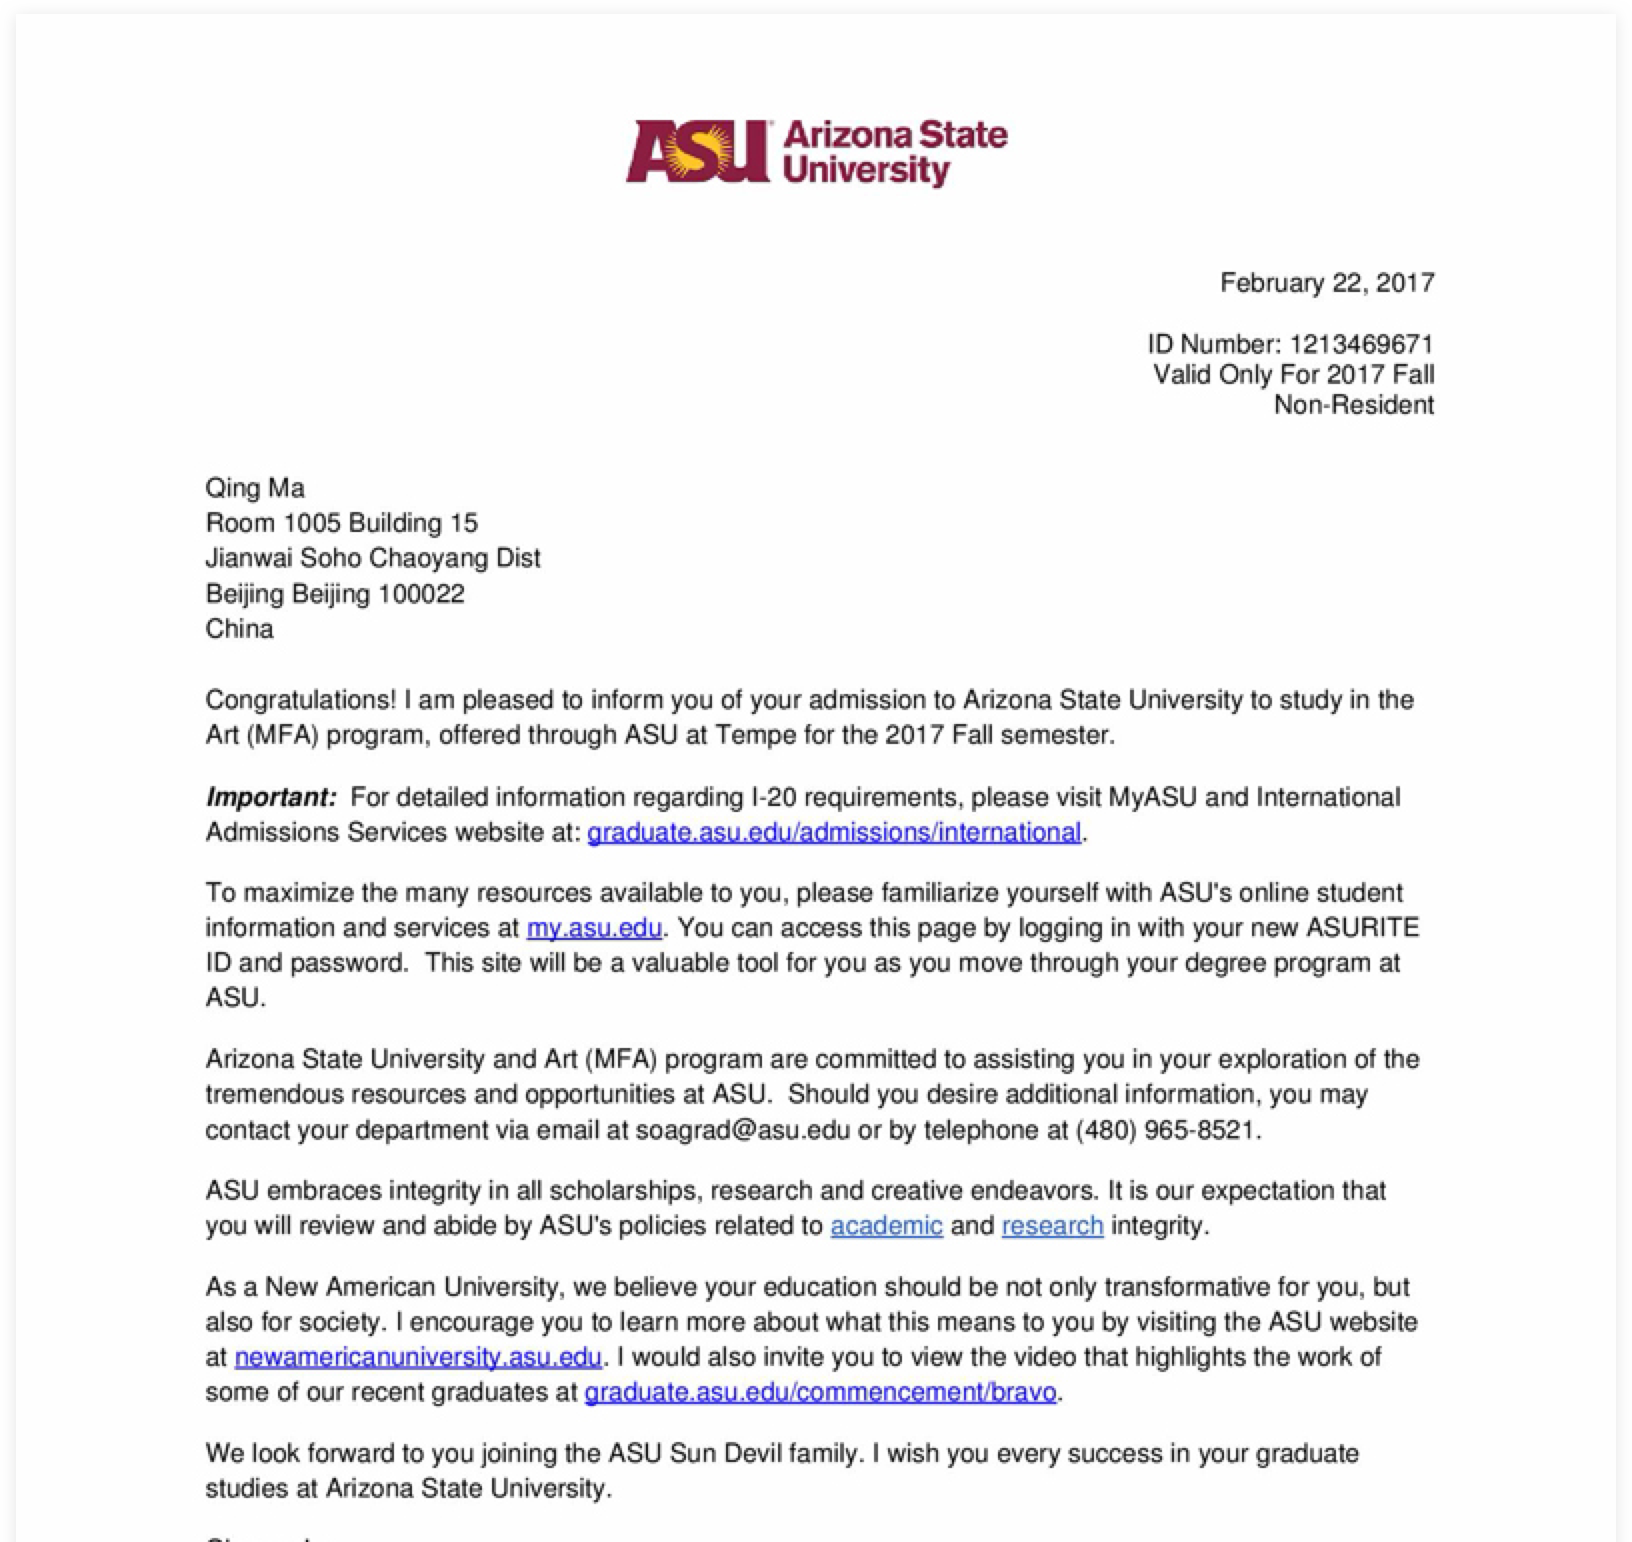 ASU Arizona State
University
February 22, 2017
ID Number: 1213469671
Valid Only For 2017 Fall
Non-Resident
Qing Ma
Room 1005 Building 15
Jianwai Soho Chaoyang Dist
Beijing Beijing 100022
China
Congratulations! I am pleased to inform you of your admission to Arizona State University to study in the
Art (MFA) program, offered through ASU at Tempe for the 2017 Fall semester.
Important: For detailed information regarding I-20 requirements, please visit MyASU and International
Admissions Services website at: graduate.asu.edu/admissions/international.
To maximize the many resources available to you, please familiarize yourself with ASU's online student
information and services at my.asu.edu. You can access this page by logging in with your new ASURITE
ID and password. This site will be a valuable tool for you as you move through your degree program at
ASU.
Arizona State University and Art (MFA) program are committed to assisting you in your exploration of the
tremendous resources and opportunities at ASU. Should you desire additional information, you may
contact your department via email at soagrad@asu.edu or by telephone at (480) 965-8521.
ASU embraces integrity in all scholarships, research and creative endeavors. It is our expectation that
you will review and abide by ASU's policies related to academic and research integrity.
As a New American University, we believe your education should be not only transformative for you, but
also for society. I encourage you to learn more about what this means to you by visiting the ASU website
at newamericanuniversity.asu.edu. I would also invite you to view the video that highlights the work of
some of our recent graduates at graduate.asu.edu/commencement/bravo.
We look forward to you joining the ASU Sun Devil family. I wish you every success in your graduate
studies at Arizona State University.